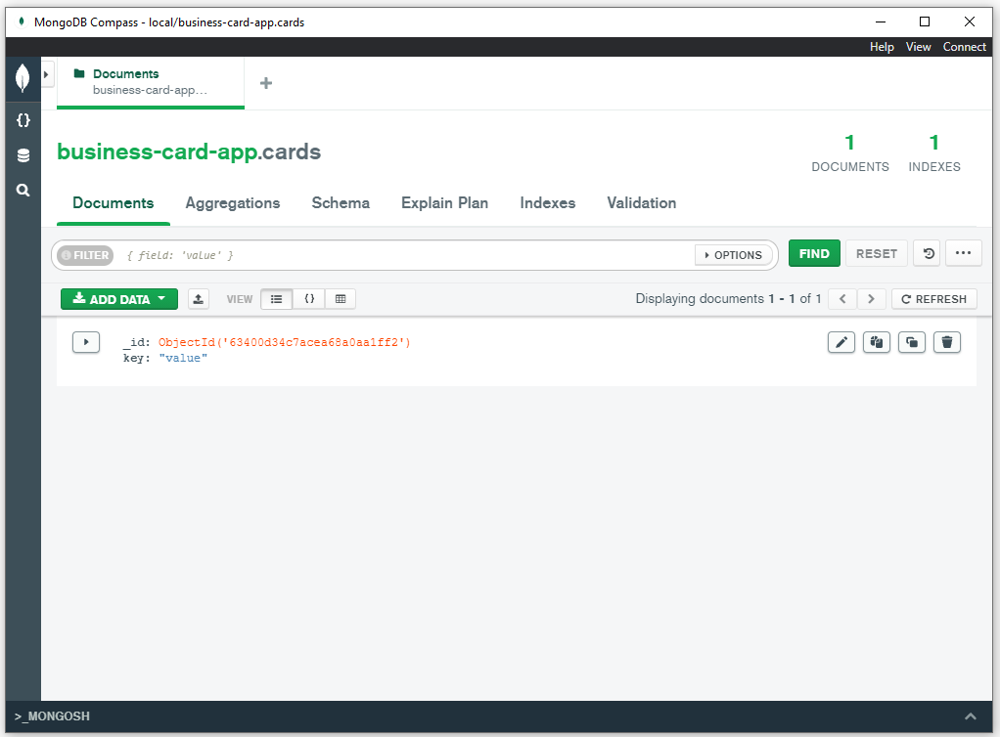 MongoDB Compass - local/business-card-app.cards
Help View Connect
Documents
business-card-app...
business-card-app.cards
1
DOCUMENTS
1
INDEXES
Documents Aggregations Schema Explain Plan Indexes Validation
FILTER { field: 'value' } OPTIONS FIND RESET
ADD DATA VIEW {} Displaying documents 1 - 1 of 1 REFRESH
_id: ObjectId('63400d34c7acea68a0aa1ff2')
key: "value"
>_MONGOSH